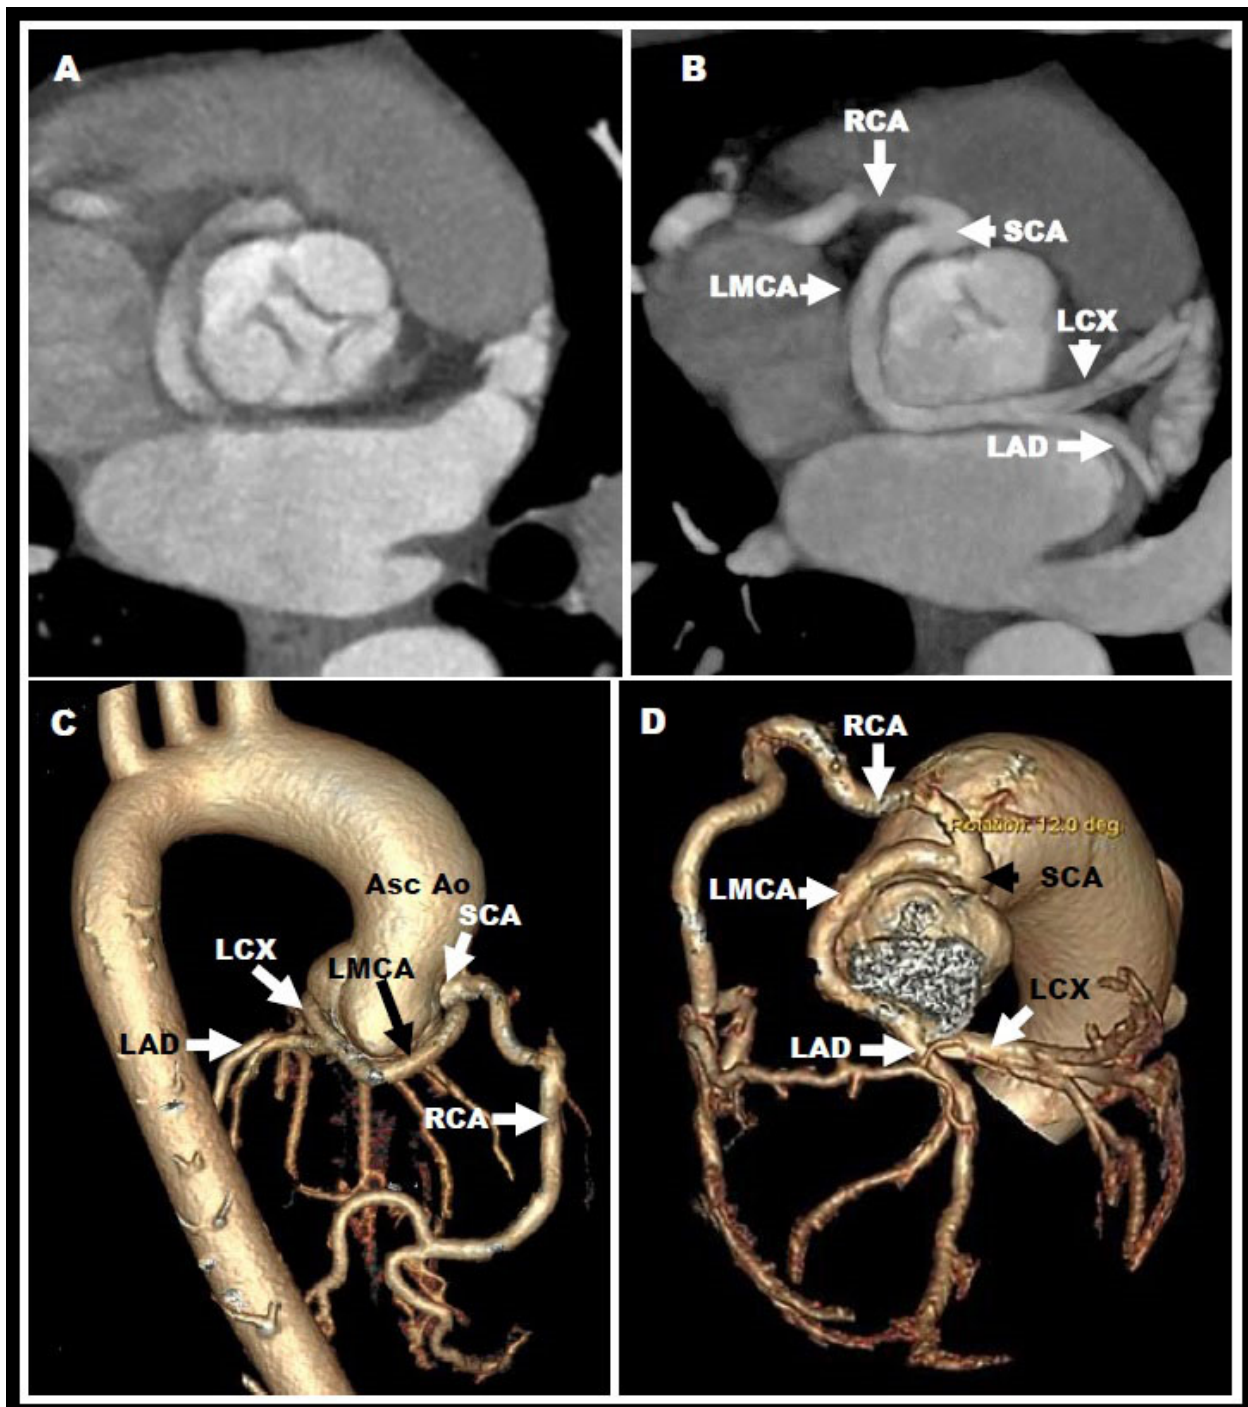 A
B
RCA
SCA
LMCA
LCX
LAD
C
Asc Ao
SCA
LCX
LMCA
LAD
RCA
D
RCA
Rotation: 12.0 deg.
LMCA
SCA
LCX
LAD